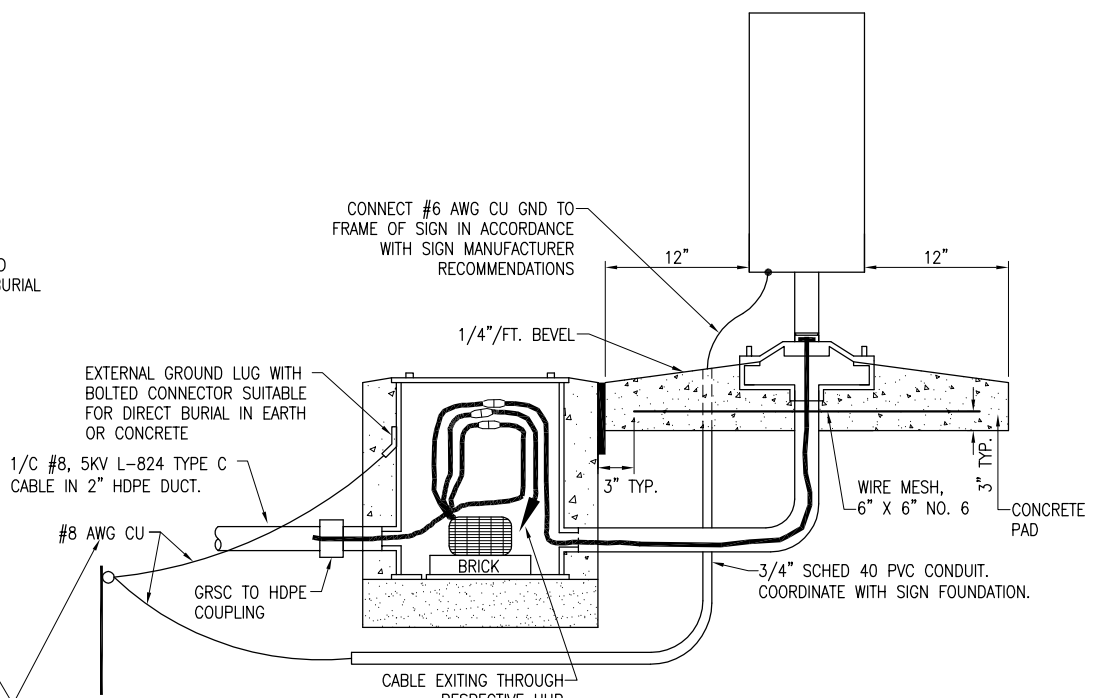 BURIAL
CONNECT #6 AWG CU GND TO
FRAME OF SIGN IN ACCORDANCE
WITH SIGN MANUFACTURER
RECOMMENDATIONS
12"
12"
1/4"/FT. BEVEL
EXTERNAL GROUND LUG WITH
BOLTED CONNECTOR SUITABLE
FOR DIRECT BURIAL IN EARTH
OR CONCRETE
1/C #8, 5KV L-824 TYPE C
CABLE IN 2" HDPE DUCT.
#8 AWG CU
GRSC TO HDPE
COUPLING
BRICK
3" TYP.
3" TYP.
WIRE MESH,
6" X 6" NO. 6
CONCRETE
PAD
3/4" SCHED 40 PVC CONDUIT.
COORDINATE WITH SIGN FOUNDATION.
CABLE EXITING THROUGH
RESPECTIVE HUB